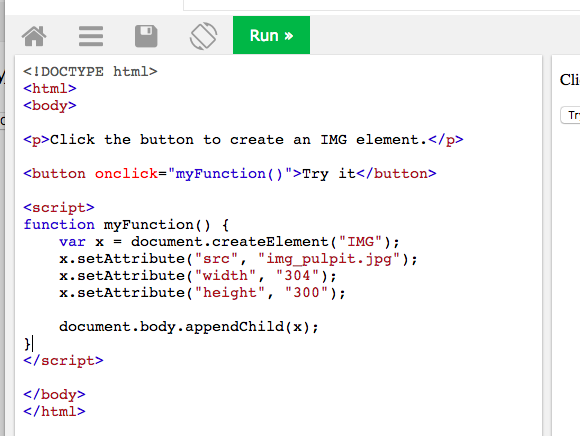 Run »
<!DOCTYPE html>
<html>
<body>
<p>Click the button to create an IMG element.</p>
<button onclick="myFunction()">Try it</button>
<script>
function myFunction() {
    var x = document.createElement("IMG");
    x.setAttribute("src", "img_pulpit.jpg");
    x.setAttribute("width", "304");
    x.setAttribute("height", "300");
    document.body.appendChild(x);
}
</script>
</body>
</html>
Cli